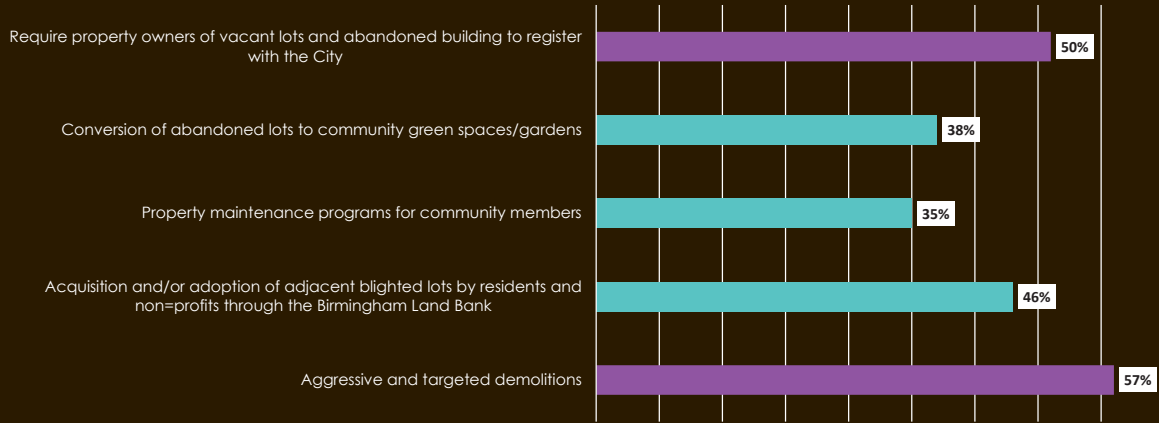 Require property owners of vacant lots and abandoned building to register
with the City
50%
Conversion of abandoned lots to community green spaces/gardens
38%
Property maintenance programs for community members
35%
Acquisition and/or adoption of adjacent blighted lots by residents and
non=profits through the Birmingham Land Bank
46%
Aggressive and targeted demolitions
57%